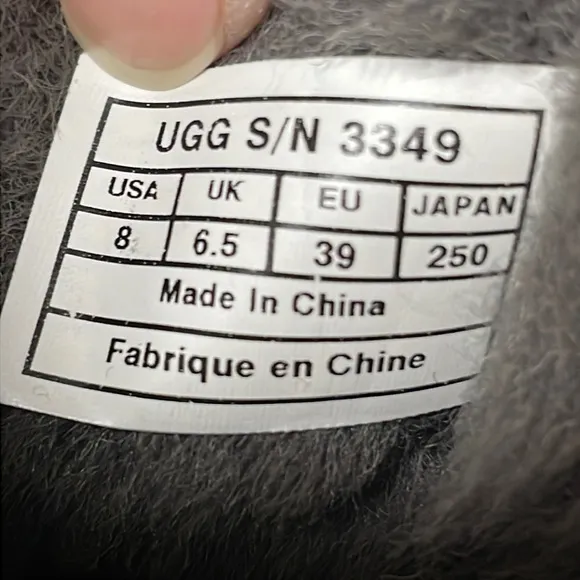 UGG S/N 3349
USA UK EU JAPAN
8 6.5 39 250
Made In China
Fabrique en Chine